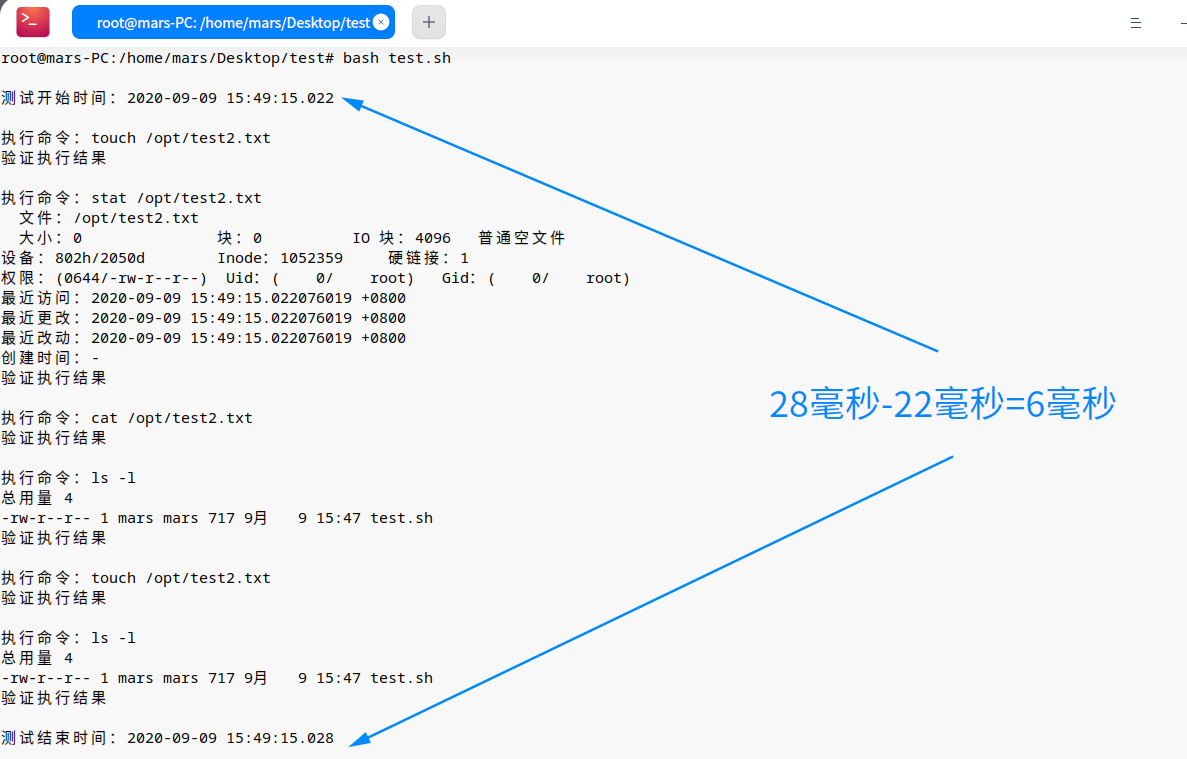 root@mars-PC: /home/mars/Desktop/test
root@mars-PC:/home/mars/Desktop/test# bash test.sh
测试开始时间：2020-09-09 15:49:15.022
执行命令：touch /opt/test2.txt
验证执行结果
执行命令：stat /opt/test2.txt
文件：/opt/test2.txt
大小：0 块：0 IO 块：4096 普通空文件
设备：802h/2050d Inode：1052359 硬链接：1
权限：(0644/-rw-r--r--) Uid：( 0/ root) Gid：( 0/ root)
最近访问：2020-09-09 15:49:15.022076019 +0800
最近更改：2020-09-09 15:49:15.022076019 +0800
最近改动：2020-09-09 15:49:15.022076019 +0800
创建时间：-
验证执行结果
28毫秒-22毫秒=6毫秒
执行命令：cat /opt/test2.txt
验证执行结果
执行命令：ls -l
总用量 4
-rw-r--r-- 1 mars mars 717 9月 9 15:47 test.sh
验证执行结果
执行命令：touch /opt/test2.txt
验证执行结果
执行命令：ls -l
总用量 4
-rw-r--r-- 1 mars mars 717 9月 9 15:47 test.sh
验证执行结果
测试结束时间：2020-09-09 15:49:15.028